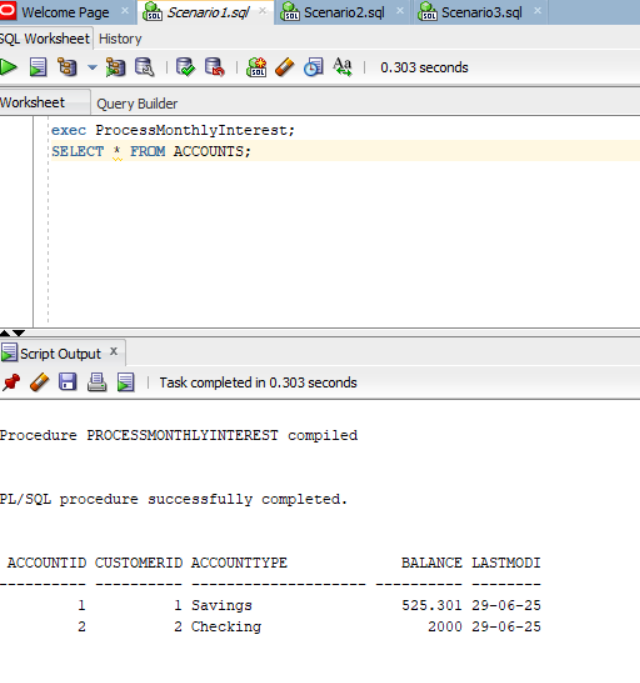 Welcome Page × Scenario1.sql × Scenario2.sql × Scenario3.sql ×
SQL Worksheet History
0.303 seconds
Worksheet Query Builder
exec ProcessMonthlyInterest;
SELECT * FROM ACCOUNTS;
Script Output ×
Task completed in 0.303 seconds
Procedure PROCESSMONTHLYINTEREST compiled
PL/SQL procedure successfully completed.
ACCOUNTID CUSTOMERID ACCOUNTTYPE BALANCE LASTMODI
---------- ---------- -------------------- ---------- --------
1 1 Savings 525.301 29-06-25
2 2 Checking 2000 29-06-25